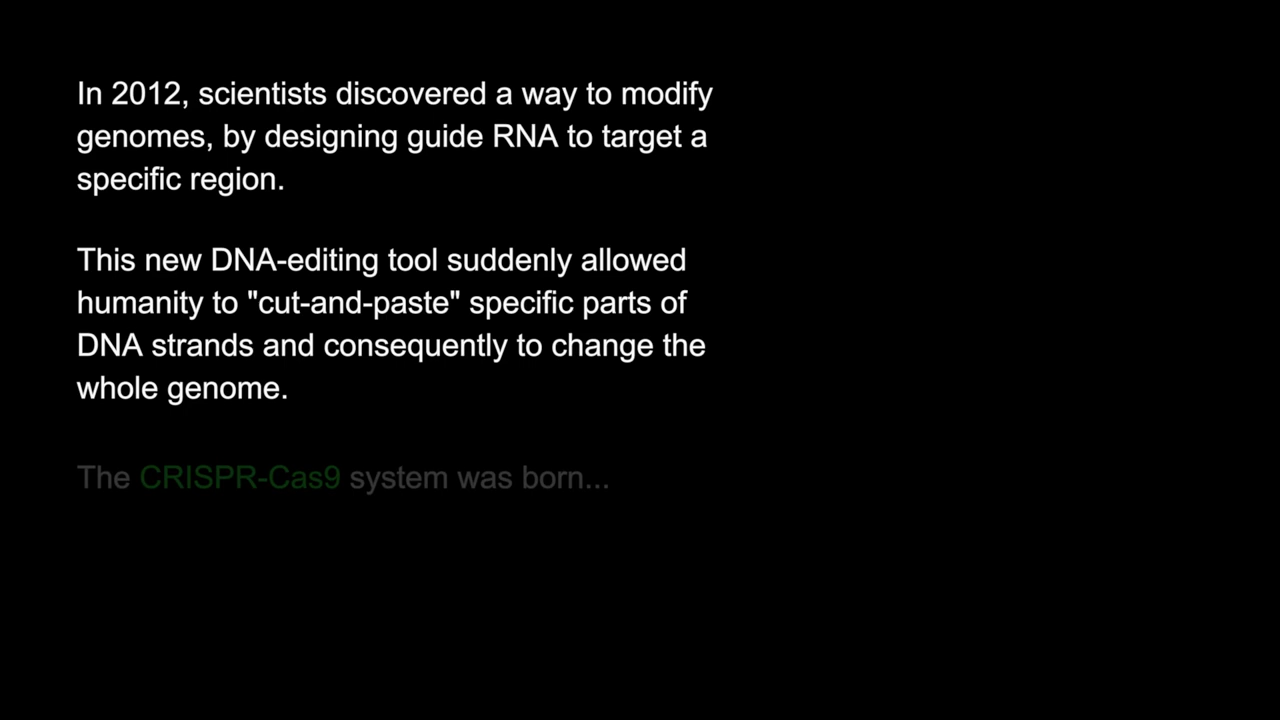 In 2012, scientists discovered a way to modify
genomes, by designing guide RNA to target a
specific region.
This new DNA-editing tool suddenly allowed
humanity to "cut-and-paste" specific parts of
DNA strands and consequently to change the
whole genome.
The CRISPR-Cas9 system was born...